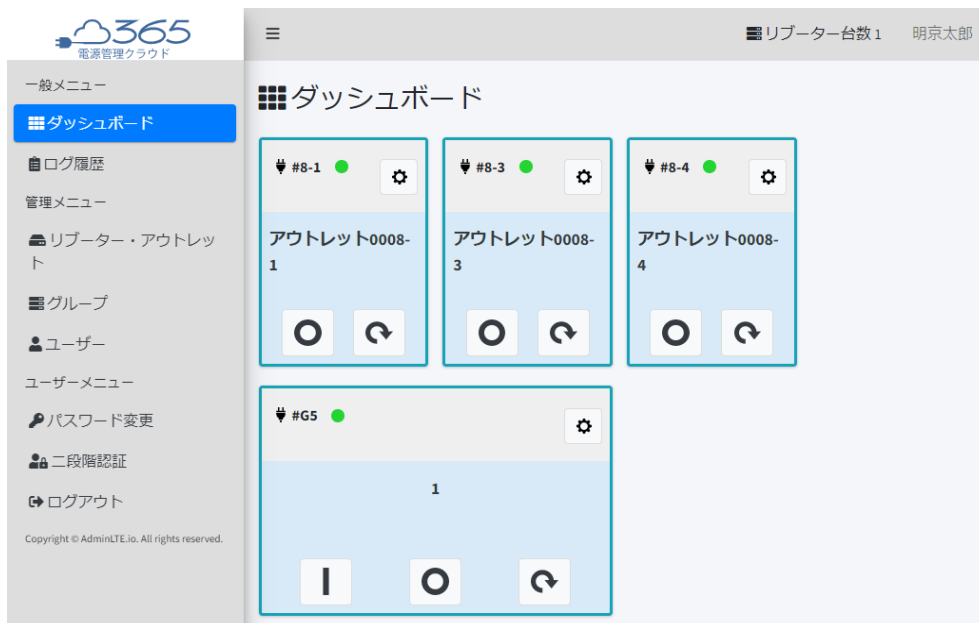 365
電源管理クラウド
リブーター台数 1
明京太郎
一般メニュー
ダッシュボード
ログ履歴
管理メニュー
リブーター・アウトレッ
ト
グループ
ユーザー
ユーザーメニュー
パスワード変更
二段階認証
ログアウト
Copyright © AdminLTE.io. All rights reserved.
ダッシュボード
#8-1
アウトレット0008-
1
#8-3
アウトレット0008-
3
#8-4
アウトレット0008-
4
#G5
1